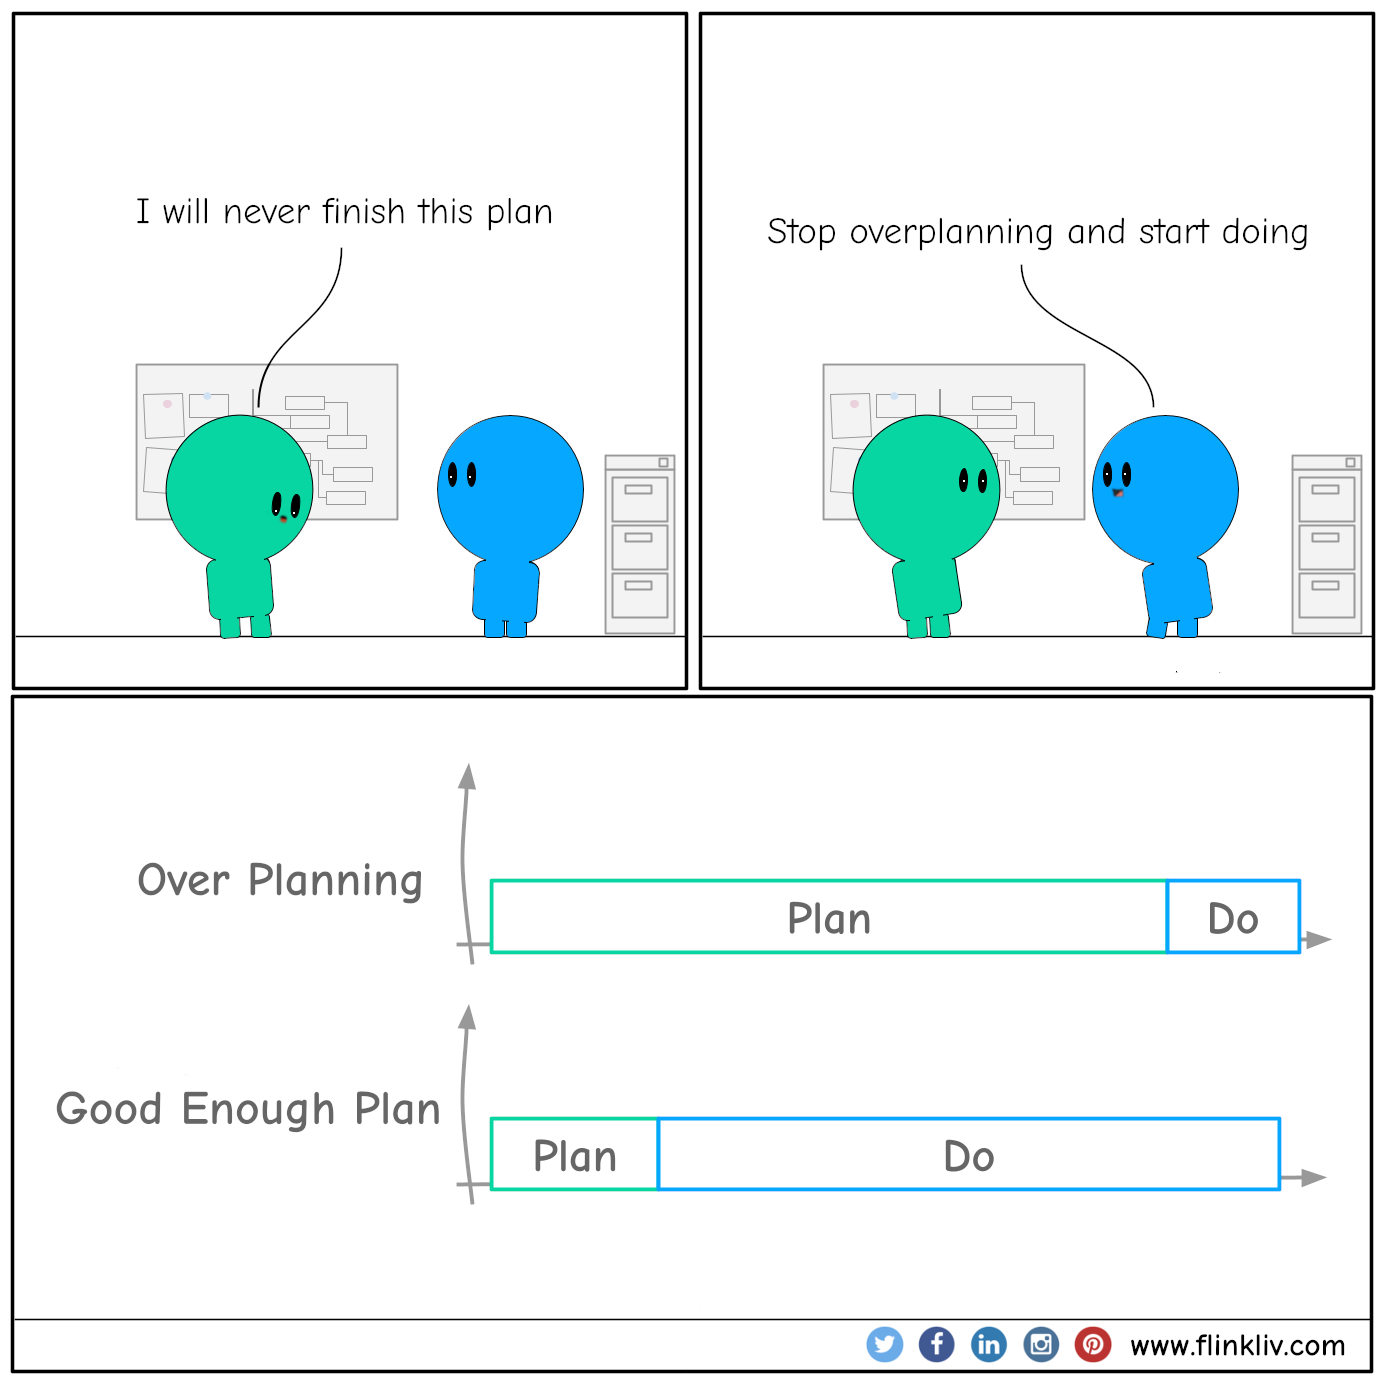 I will never finish this plan
Stop overplanning and start doing
Over Planning
Plan
Do
Good Enough Plan
Plan
Do
www.flinkliv.com